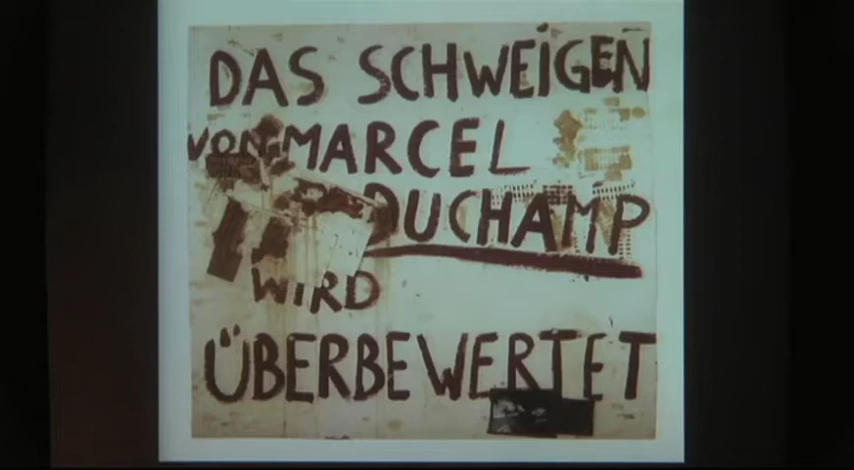 DAS SCHWEIGEN
VON MARCEL
DUCHAMP
WIRD
ÜBERBEWERTET